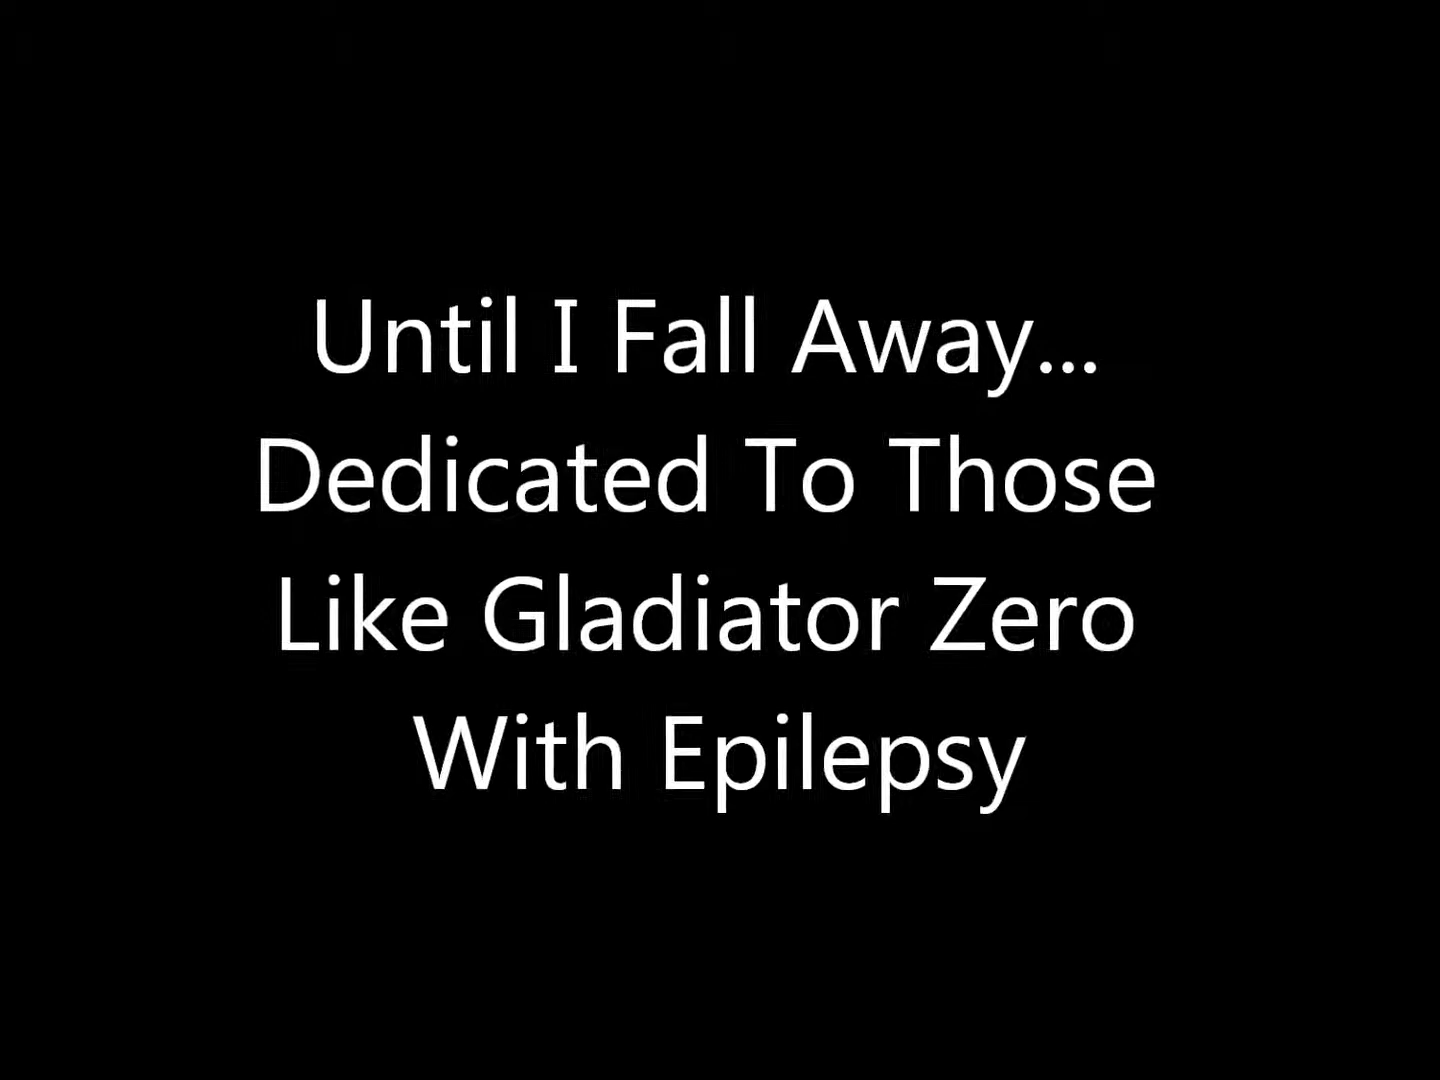 Until I Fall Away...
Dedicated To Those
Like Gladiator Zero
With Epilepsy